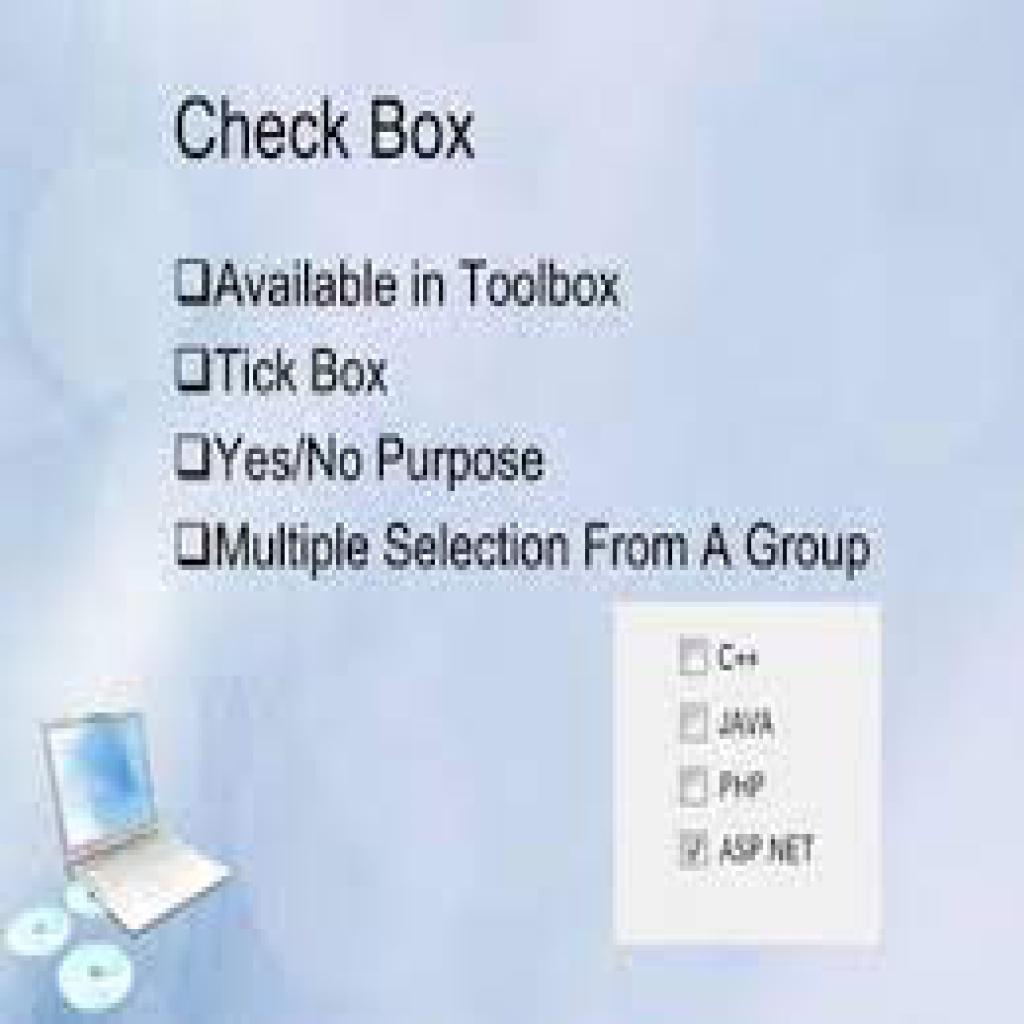 Check Box
❑Available in Toolbox
❑Tick Box
❑Yes/No Purpose
❑Multiple Selection From A Group
☐ C++
☐ JAVA
☐ PHP
☑ ASP.NET